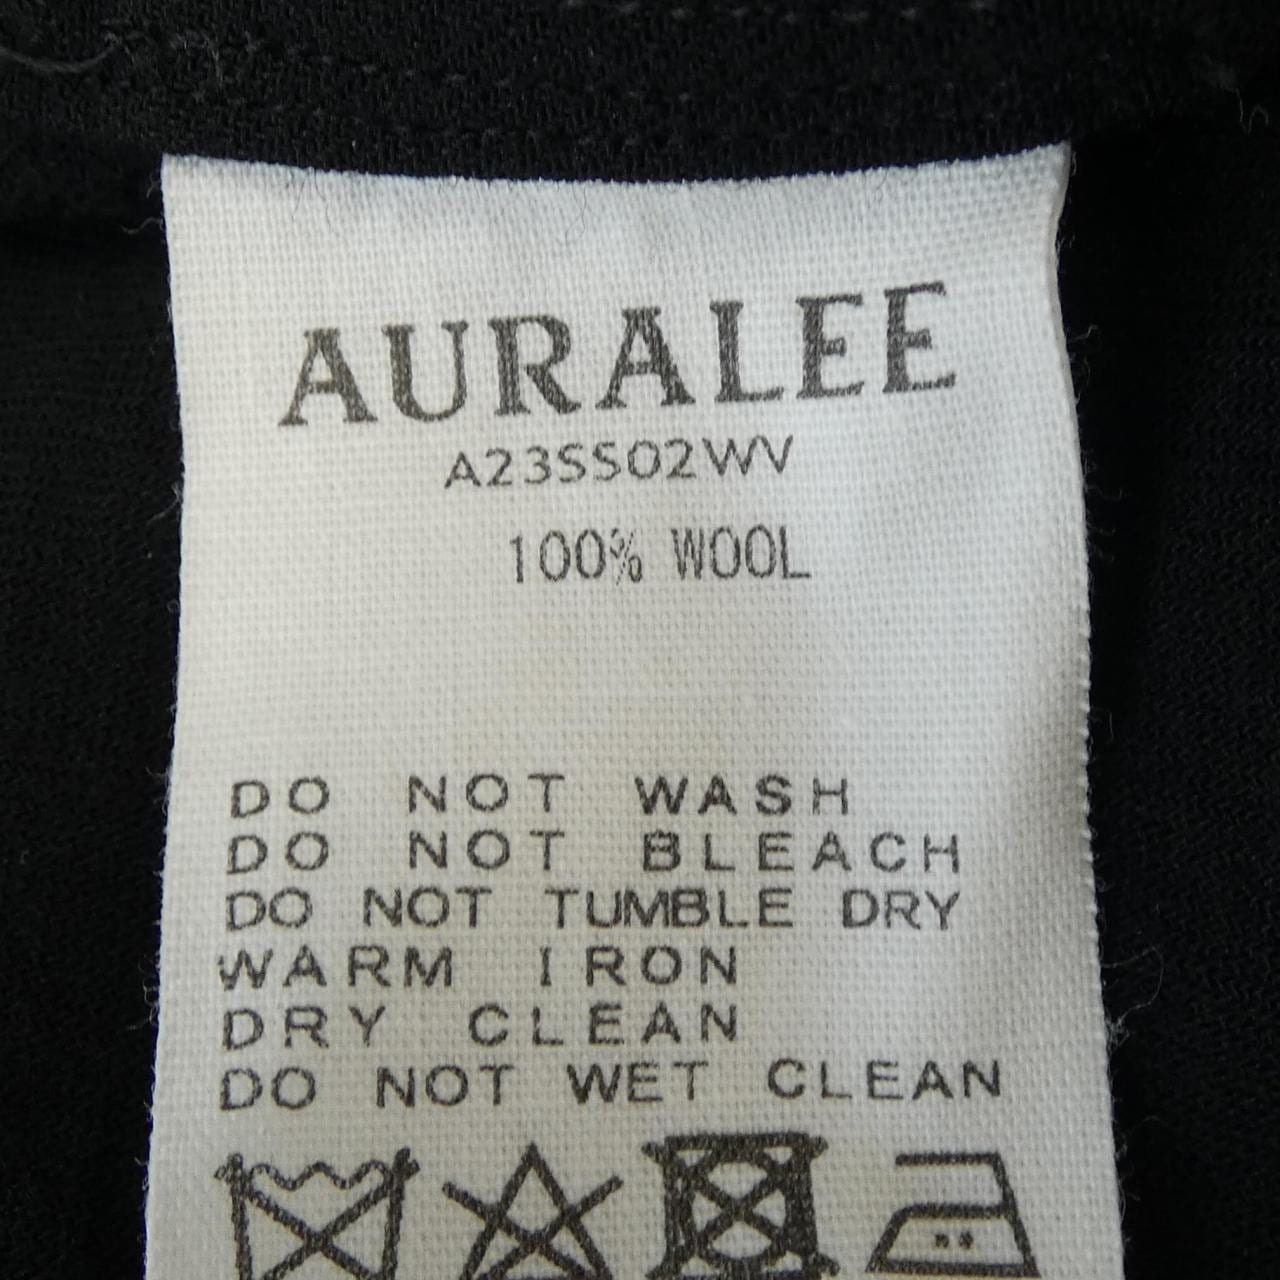 AURALEE
A23SS02WV
100% WOOL
DO NOT WASH
DO NOT BLEACH
DO NOT TUMBLE DRY
WARM IRON
DRY CLEAN
DO NOT WET CLEAN